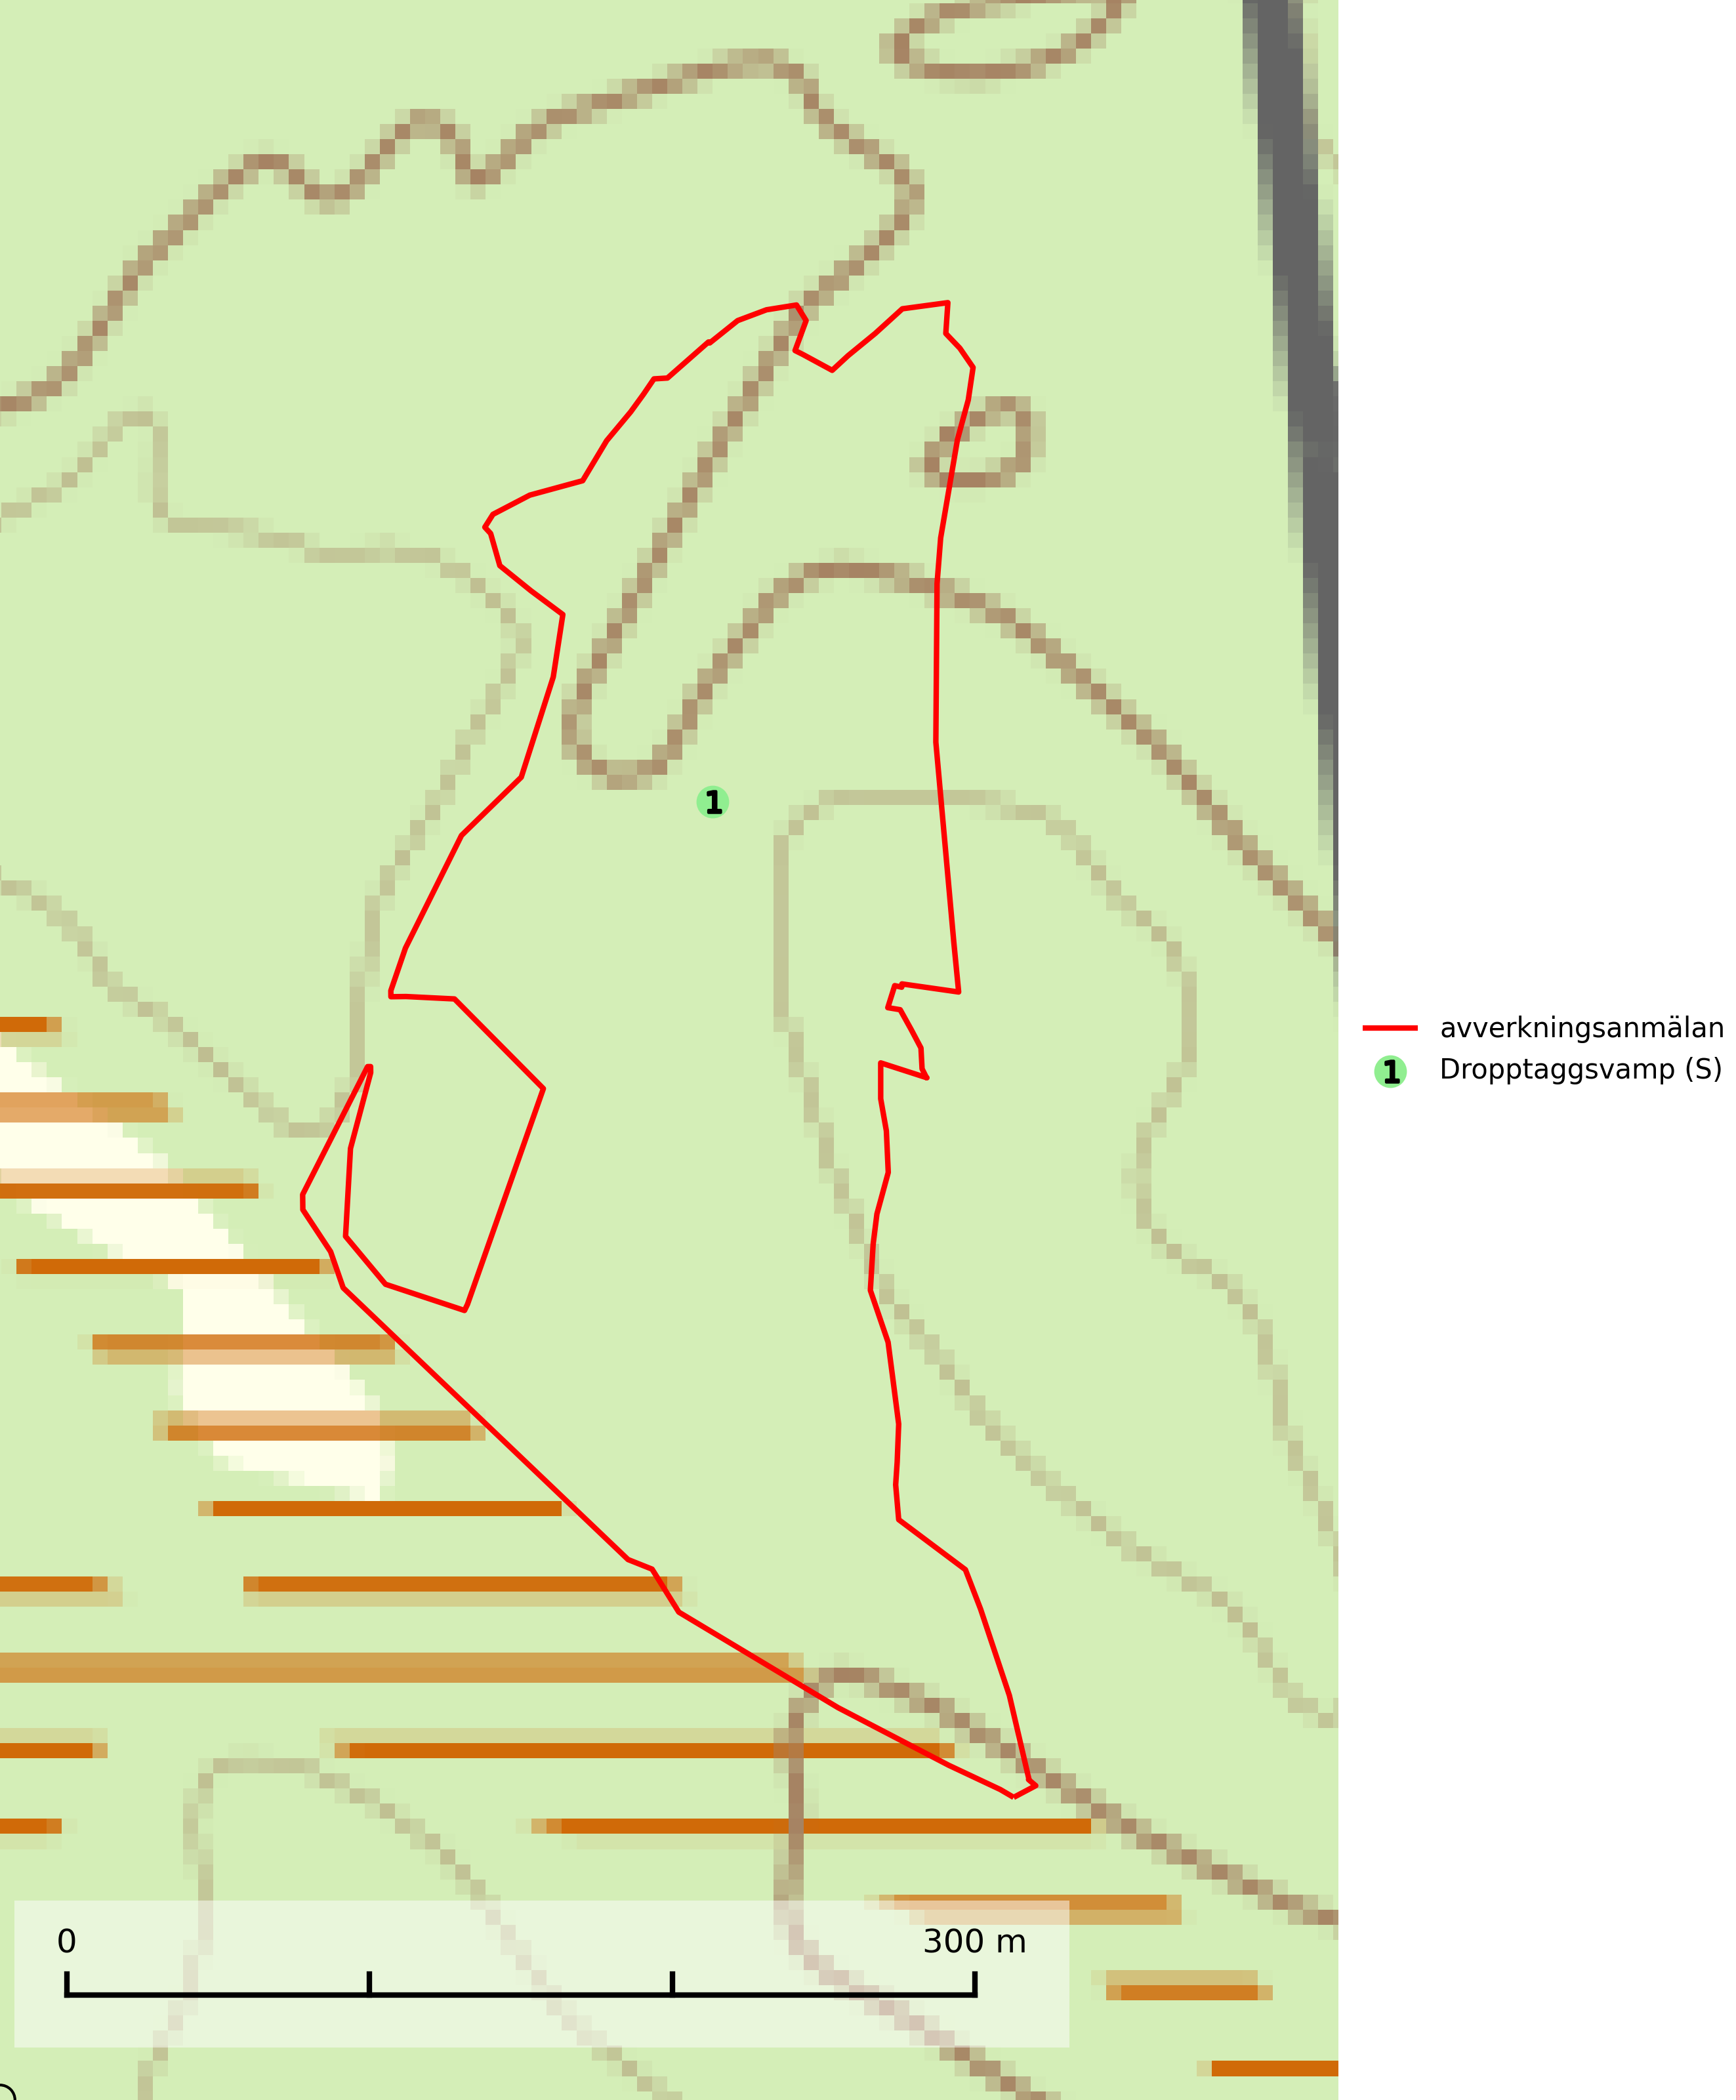 1
avverkningsanmälan
1 Dropptaggsvamp (S)
0 300 m